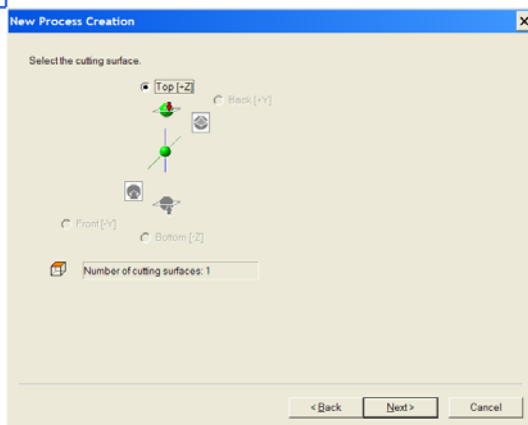 New Process Creation
Select the cutting surface.
Top [+Z]
Back [+Y]
Front [-Y]
Bottom [-Z]
Number of cutting surfaces: 1
< Back Next > Cancel